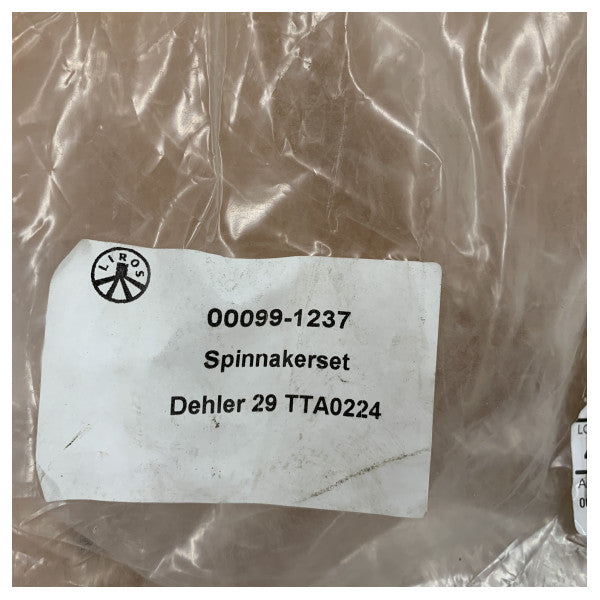 LIROS
00099-1237
Spinnakerset
Dehler 29 TTA0224